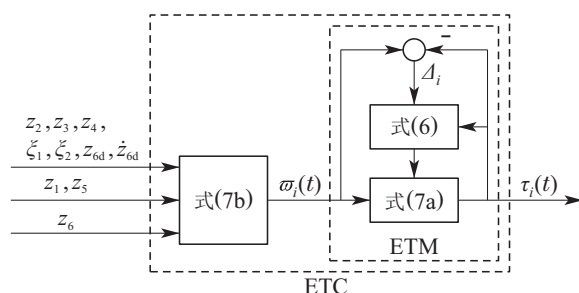 z₂,z₃,z₄,
ξ₁,ξ₂,z₆d,ż₆d
z₁,z₅
z₆
式(7b)
ϖᵢ(t)
-
Δᵢ
式(6)
式(7a)
τᵢ(t)
ETM
ETC